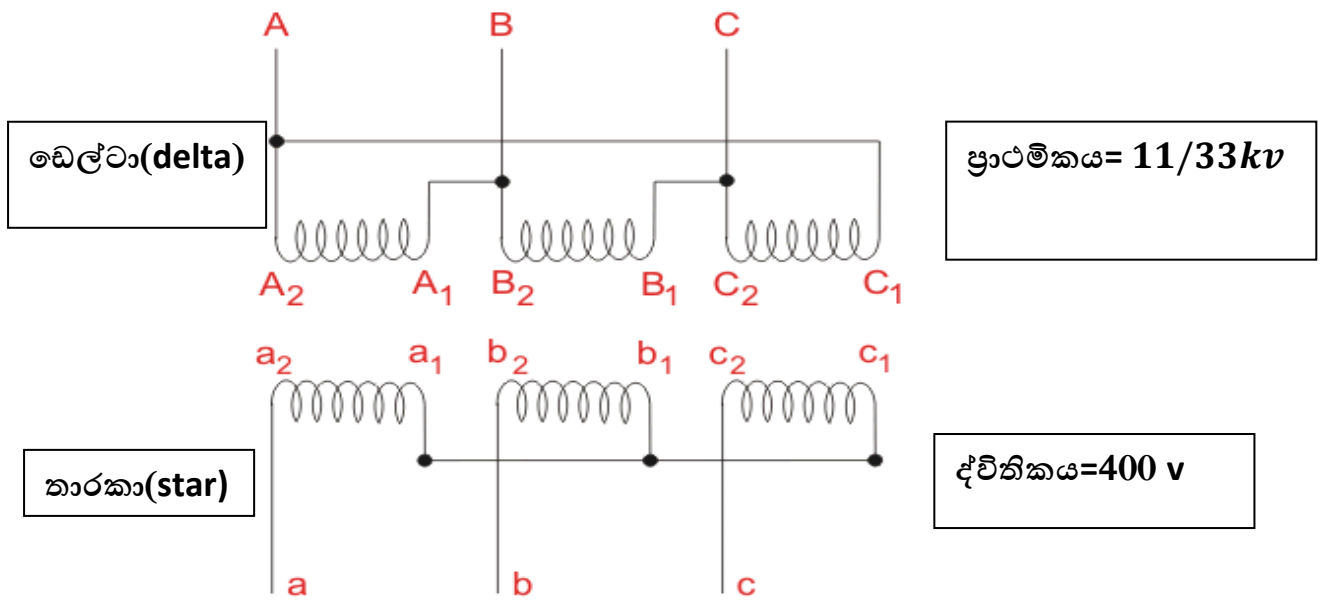 A B C
ඩෙල්ටා(delta)
ප්‍රාථමිකය= 11/33kv
A2 A1 B2 B1 C2 C1
a2 a1 b2 b1 c2 c1
තාරකා(star)
ද්විතිකය=400 v
a b c